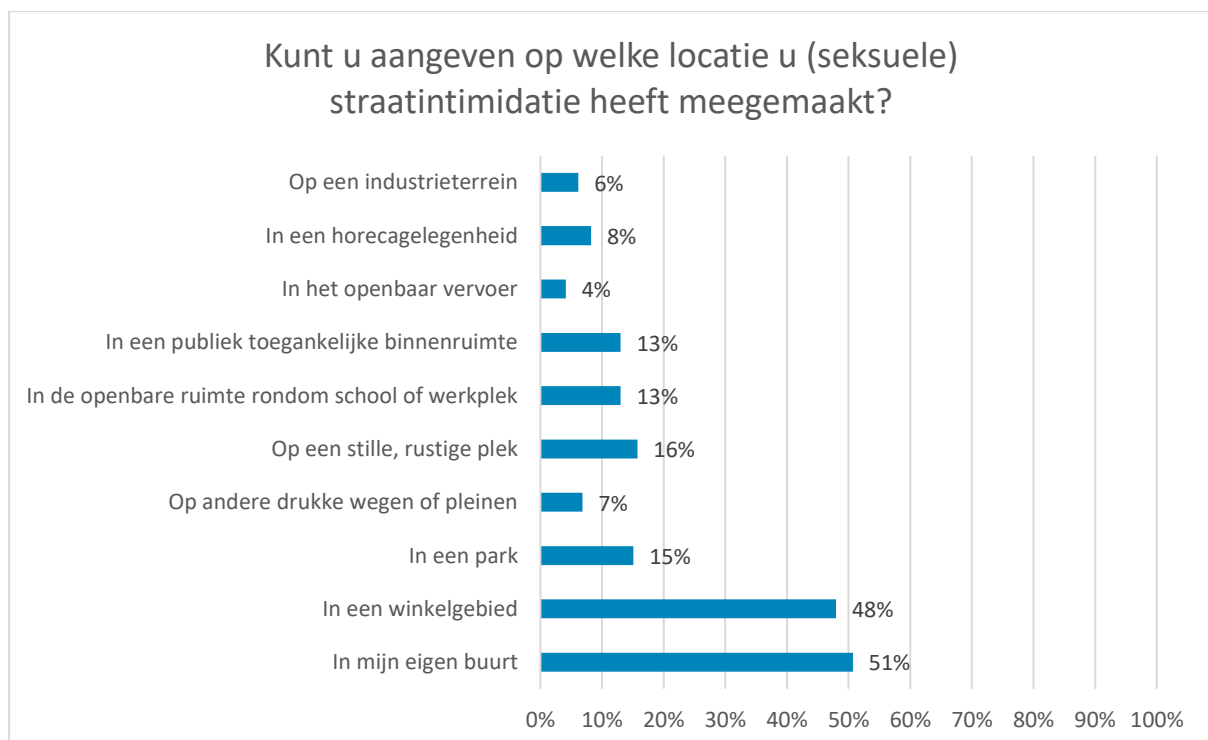 Kunt u aangeven op welke locatie u (seksuele)
straatintimidatie heeft meegemaakt?
Op een industrieterrein 6%
In een horecagelegenheid 8%
In het openbaar vervoer 4%
In een publiek toegankelijke binnenruimte 13%
In de openbare ruimte rondom school of werkplek 13%
Op een stille, rustige plek 16%
Op andere drukke wegen of pleinen 7%
In een park 15%
In een winkelgebied 48%
In mijn eigen buurt 51%
0% 10% 20% 30% 40% 50% 60% 70% 80% 90% 100%